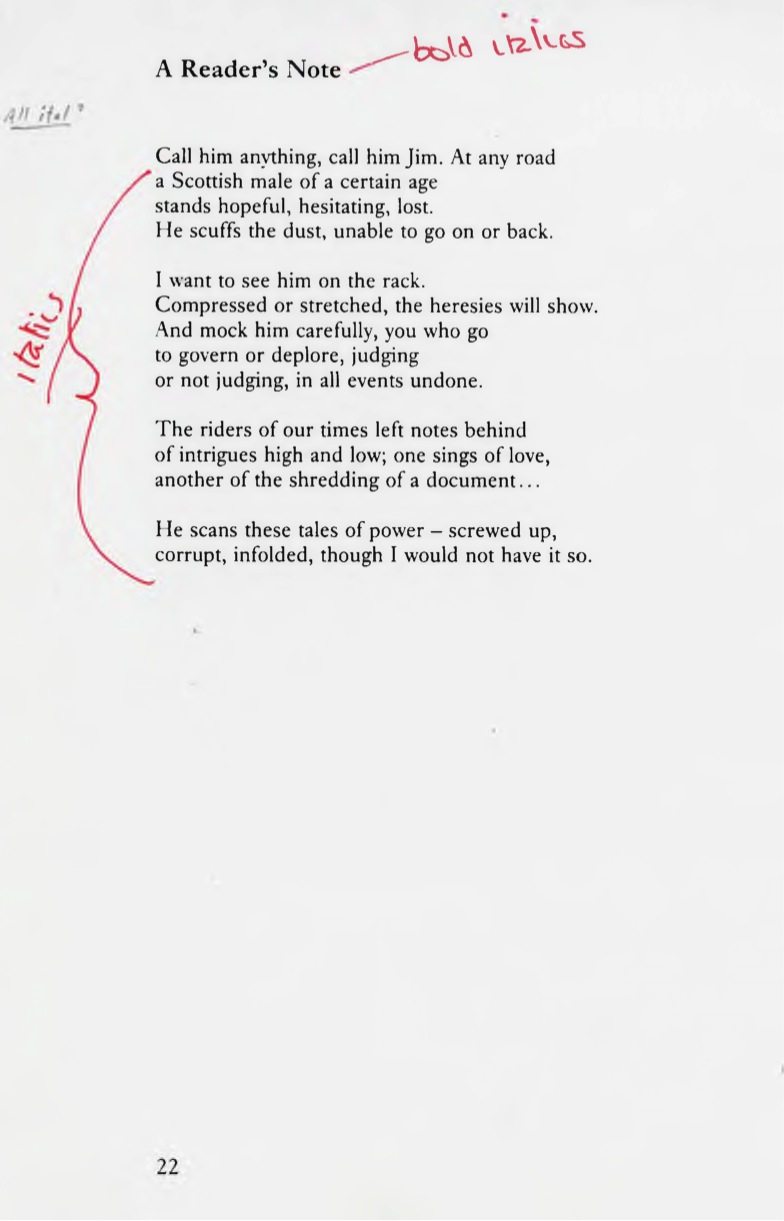 bold italics
A Reader's Note
All ital?
Call him anything, call him Jim. At any road
a Scottish male of a certain age
stands hopeful, hesitating, lost.
He scuffs the dust, unable to go on or back.
I want to see him on the rack.
Compressed or stretched, the heresies will show.
And mock him carefully, you who go
to govern or deplore, judging
or not judging, in all events undone.
italics
The riders of our times left notes behind
of intrigues high and low; one sings of love,
another of the shredding of a document...
He scans these tales of power – screwed up,
corrupt, infolded, though I would not have it so.
22